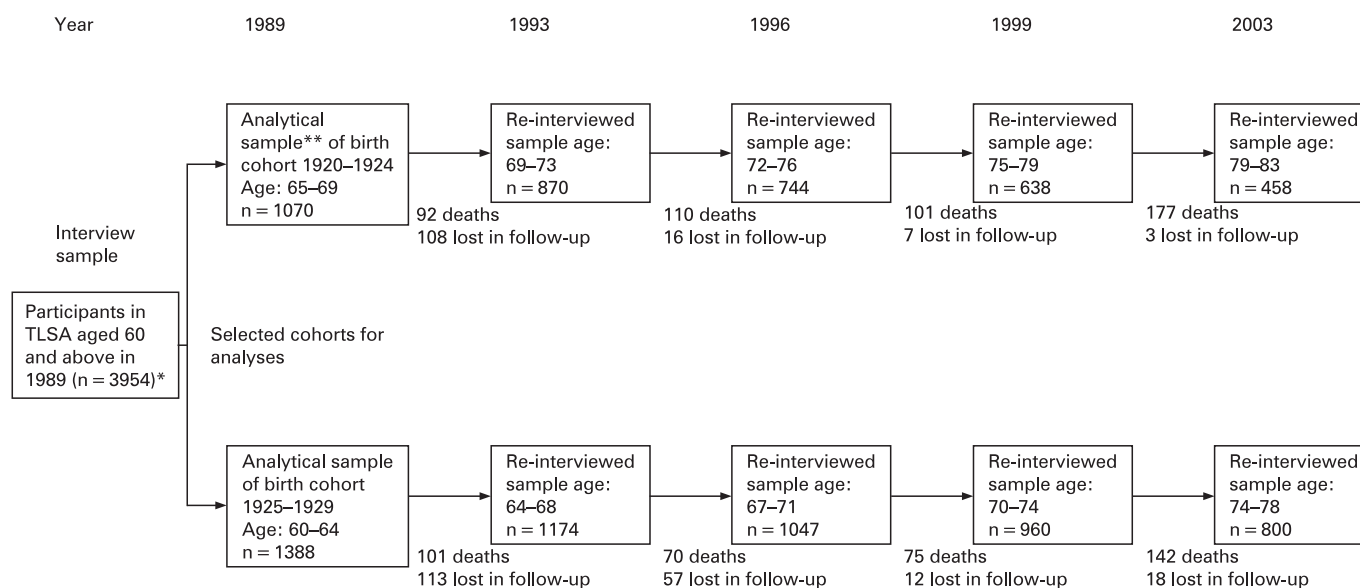 Year 1989 1993 1996 1999 2003
Analytical
sample** of birth
cohort 1920–1924
Age: 65–69
n = 1070
Re-interviewed
sample age:
69–73
n = 870
Re-interviewed
sample age:
72–76
n = 744
Re-interviewed
sample age:
75–79
n = 638
Re-interviewed
sample age:
79–83
n = 458
92 deaths
108 lost in follow-up
110 deaths
16 lost in follow-up
101 deaths
7 lost in follow-up
177 deaths
3 lost in follow-up
Interview
sample
Participants in
TLSA aged 60
and above in
1989 (n = 3954)*
Selected cohorts for
analyses
Analytical sample
of birth cohort
1925–1929
Age: 60–64
n = 1388
Re-interviewed
sample age:
64–68
n = 1174
Re-interviewed
sample age:
67–71
n = 1047
Re-interviewed
sample age:
70–74
n = 960
Re-interviewed
sample age:
74–78
n = 800
101 deaths
113 lost in follow-up
70 deaths
57 lost in follow-up
75 deaths
12 lost in follow-up
142 deaths
18 lost in follow-up